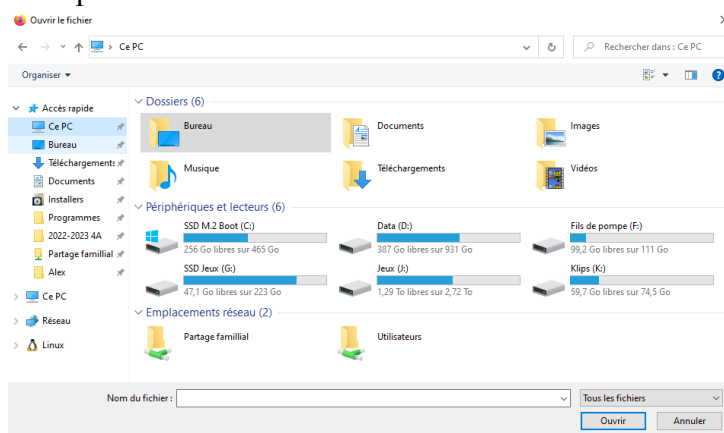 Ouvrir le fichier
Ce PC
Rechercher dans : Ce PC
Organiser
Accès rapide
Ce PC
Bureau
Téléchargements
Documents
Installers
Programmes
2022-2023 4A
Partage famillial
Alex
Ce PC
Réseau
Linux
Dossiers (6)
Bureau
Documents
Images
Musique
Téléchargements
Vidéos
Périphériques et lecteurs (6)
SSD M.2 Boot (C:)
256 Go libres sur 465 Go
Data (D:)
387 Go libres sur 931 Go
Fils de pompe (F:)
99,2 Go libres sur 111 Go
SSD Jeux (G:)
47,1 Go libres sur 223 Go
Jeux (J:)
1,29 To libres sur 2,72 To
Klips (K:)
59,7 Go libres sur 74,5 Go
Emplacements réseau (2)
Partage famillial
Utilisateurs
Nom du fichier :
Tous les fichiers
Ouvrir
Annuler